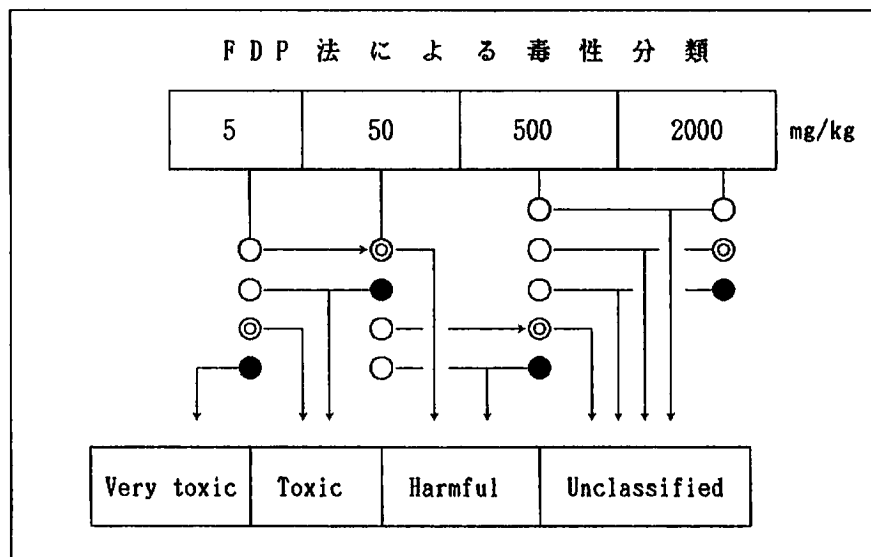 FDP法による毒性分類
5 50 500 2000 mg/kg
Very toxic Toxic Harmful Unclassified